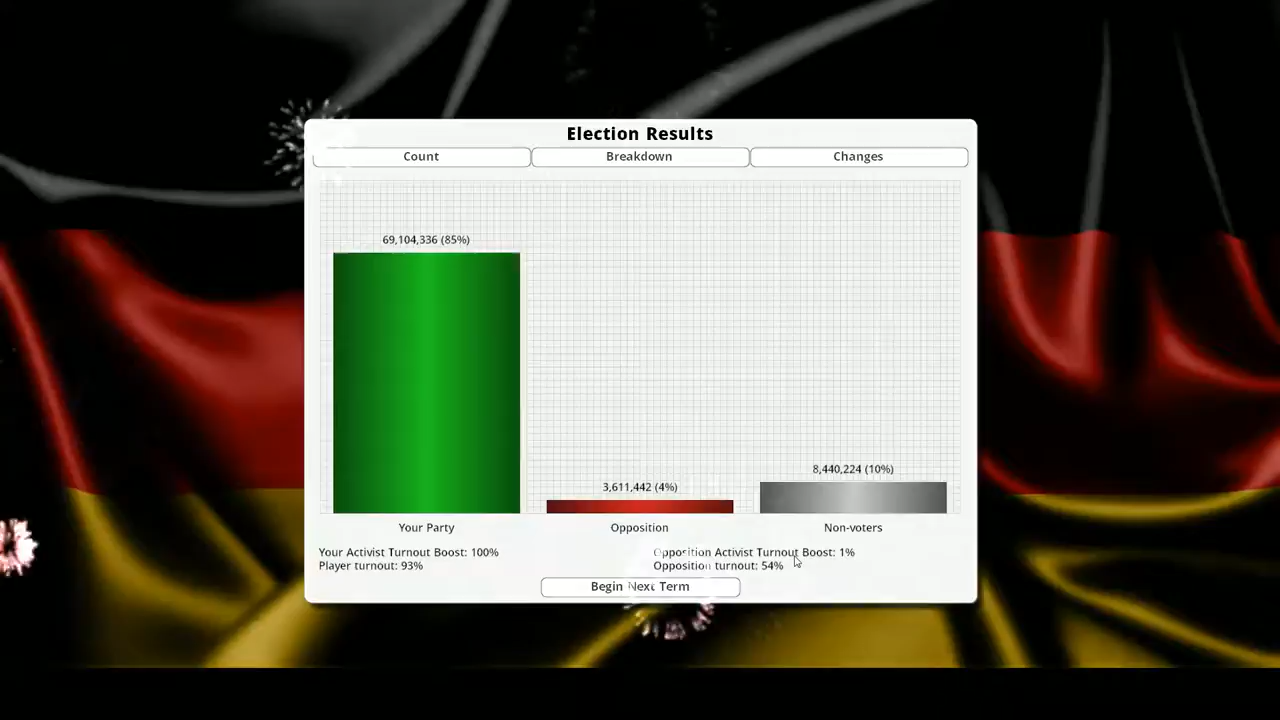 Election Results
Count Breakdown Changes
69,104,336 (85%)
8,440,224 (10%)
3,611,442 (4%)
Your Party Opposition Non-voters
Your Activist Turnout Boost: 100% Opposition Activist Turnout Boost: 1%
Player turnout: 93% Opposition turnout: 54%
Begin Next Term